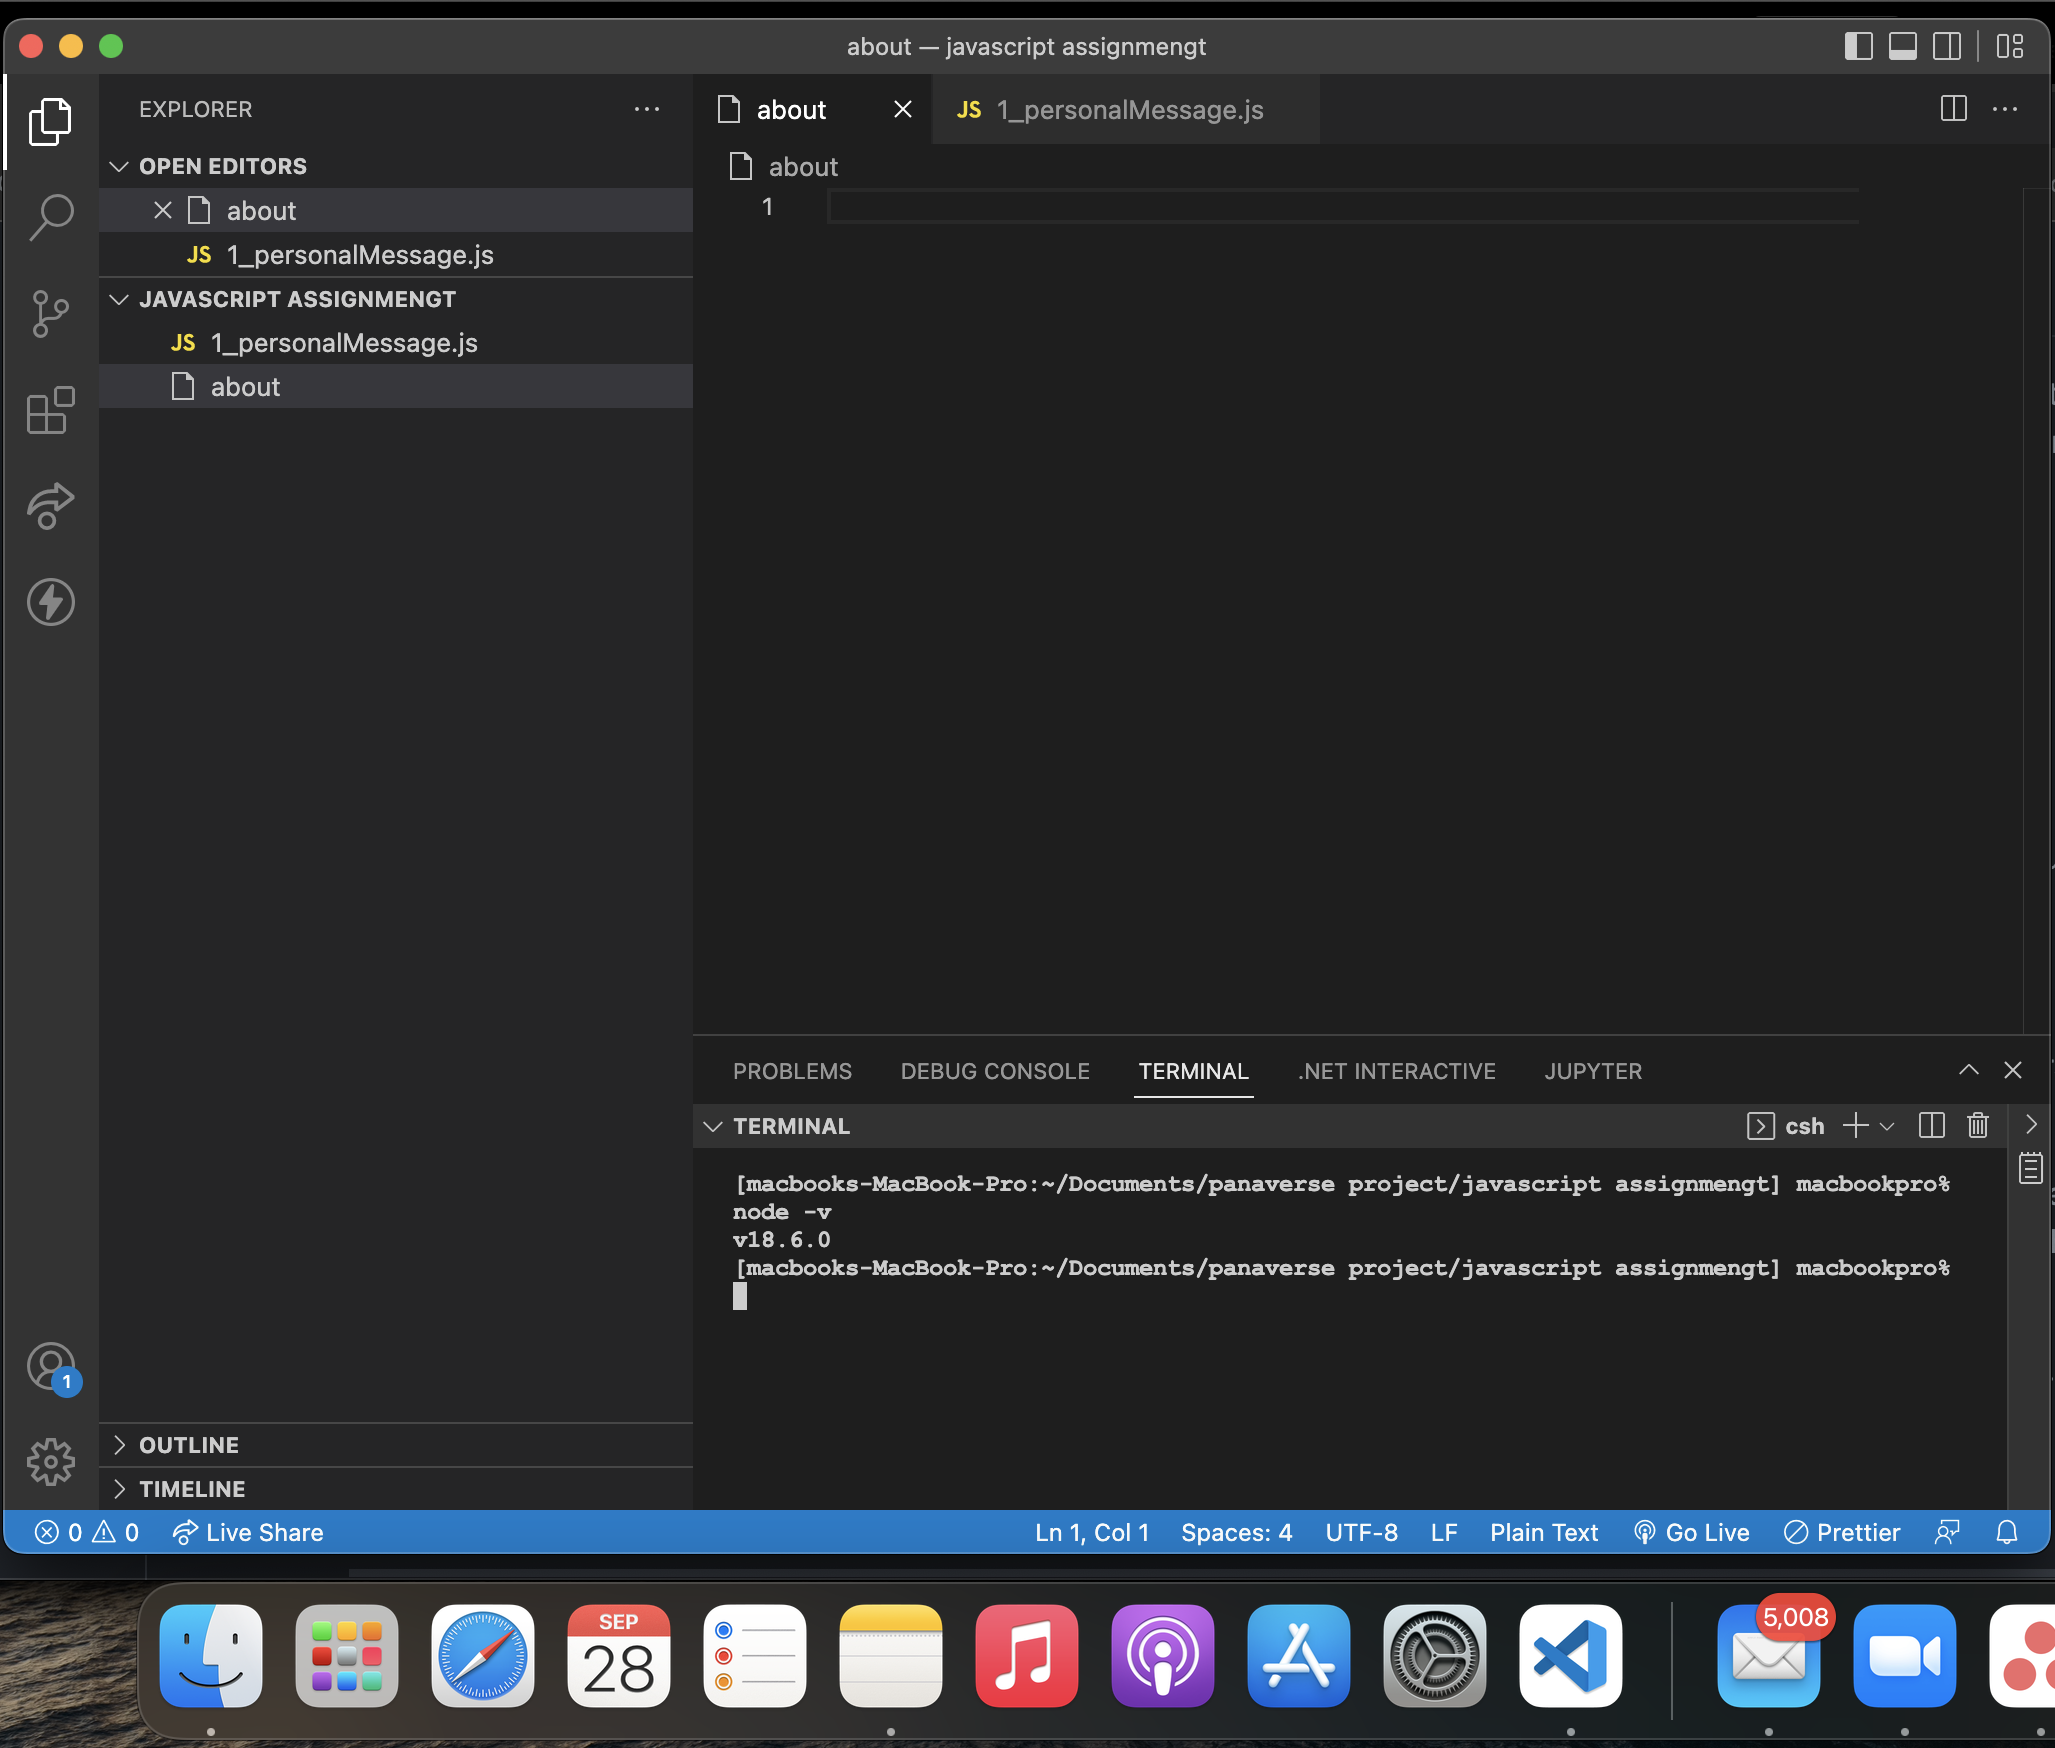 about — javascript assignmengt
EXPLORER
OPEN EDITORS
about
JS 1_personalMessage.js
JAVASCRIPT ASSIGNMENGT
JS 1_personalMessage.js
about
OUTLINE
TIMELINE
about
JS 1_personalMessage.js
about
1
PROBLEMS DEBUG CONSOLE TERMINAL .NET INTERACTIVE JUPYTER
TERMINAL
csh
[macbooks-MacBook-Pro:~/Documents/panaverse project/javascript assignmengt] macbookpro%
node -v
v18.6.0
[macbooks-MacBook-Pro:~/Documents/panaverse project/javascript assignmengt] macbookpro%
1
0 0 Live Share Ln 1, Col 1 Spaces: 4 UTF-8 LF Plain Text Go Live Prettier
SEP
28
5,008